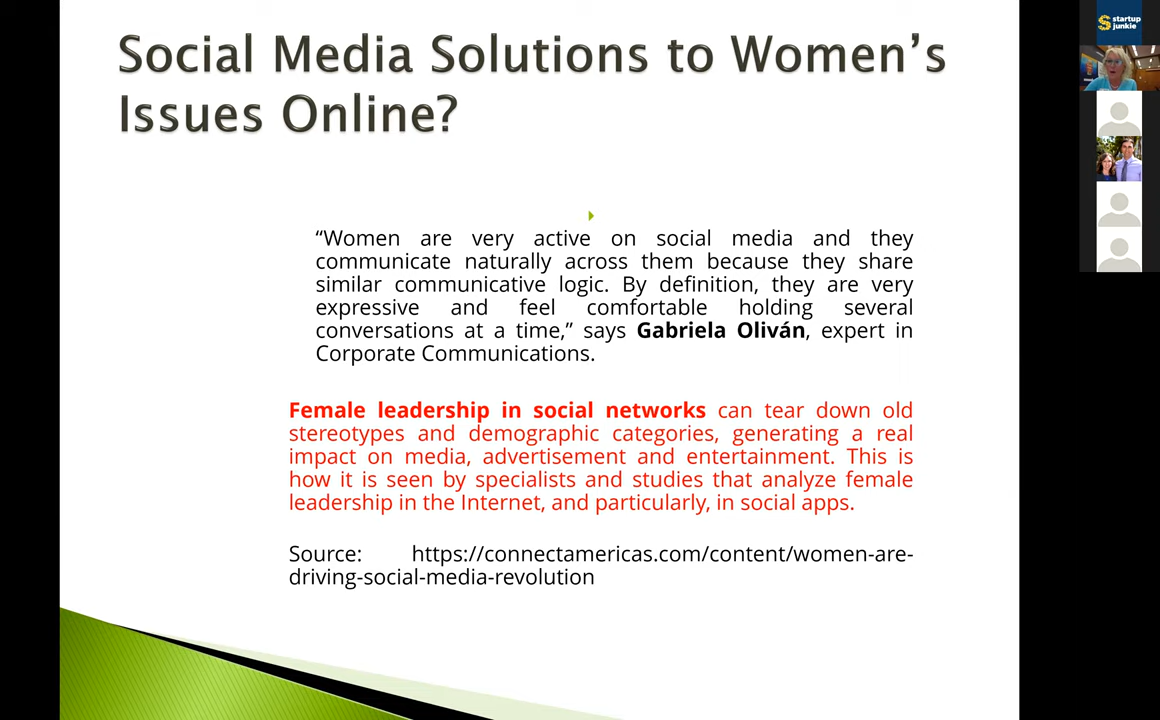 Social Media Solutions to Women's
Issues Online?
“Women are very active on social media and they
communicate naturally across them because they share
similar communicative logic. By definition, they are very
expressive and feel comfortable holding several
conversations at a time,” says Gabriela Oliván, expert in
Corporate Communications.
Female leadership in social networks can tear down old
stereotypes and demographic categories, generating a real
impact on media, advertisement and entertainment. This is
how it is seen by specialists and studies that analyze female
leadership in the Internet, and particularly, in social apps.
Source: https://connectamericas.com/content/women-are-
driving-social-media-revolution
startup
junkie